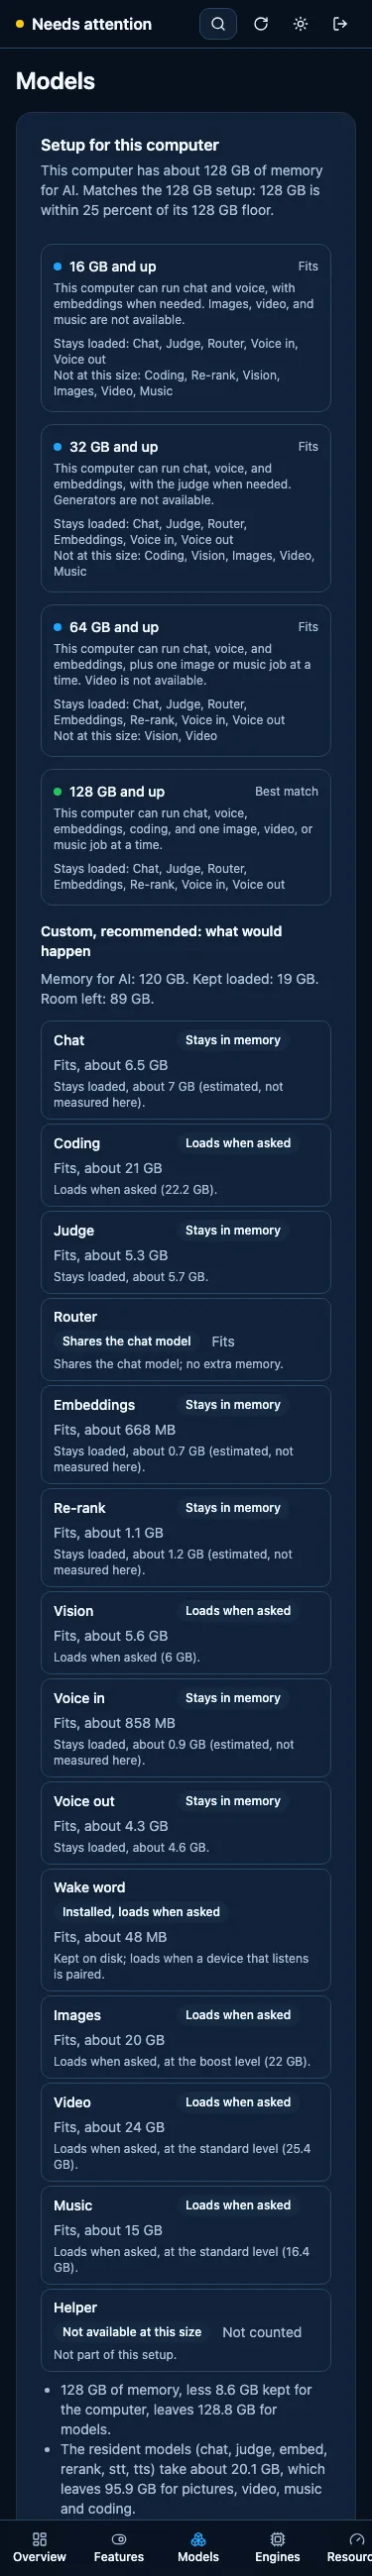 Needs attention
Models
Setup for this computer
This computer has about 128 GB of memory
for AI. Matches the 128 GB setup: 128 GB is
within 25 percent of its 128 GB floor.
16 GB and up Fits
This computer can run chat and voice, with
embeddings when needed. Images, video, and
music are not available.
Stays loaded: Chat, Judge, Router, Voice in,
Voice out
Not at this size: Coding, Re-rank, Vision,
Images, Video, Music
32 GB and up Fits
This computer can run chat, voice, and
embeddings, with the judge when needed.
Generators are not available.
Stays loaded: Chat, Judge, Router,
Embeddings, Voice in, Voice out
Not at this size: Coding, Vision, Images, Video,
Music
64 GB and up Fits
This computer can run chat, voice, and
embeddings, plus one image or music job at a
time. Video is not available.
Stays loaded: Chat, Judge, Router,
Embeddings, Re-rank, Voice in, Voice out
Not at this size: Vision, Video
128 GB and up Best match
This computer can run chat, voice,
embeddings, coding, and one image, video, or
music job at a time.
Stays loaded: Chat, Judge, Router,
Embeddings, Re-rank, Voice in, Voice out
Custom, recommended: what would
happen
Memory for AI: 120 GB. Kept loaded: 19 GB.
Room left: 89 GB.
Chat Stays in memory
Fits, about 6.5 GB
Stays loaded, about 7 GB (estimated, not
measured here).
Coding Loads when asked
Fits, about 21 GB
Loads when asked (22.2 GB).
Judge Stays in memory
Fits, about 5.3 GB
Stays loaded, about 5.7 GB.
Router
Shares the chat model Fits
Shares the chat model; no extra memory.
Embeddings Stays in memory
Fits, about 668 MB
Stays loaded, about 0.7 GB (estimated, not
measured here).
Re-rank Stays in memory
Fits, about 1.1 GB
Stays loaded, about 1.2 GB (estimated, not
measured here).
Vision Loads when asked
Fits, about 5.6 GB
Loads when asked (6 GB).
Voice in Stays in memory
Fits, about 858 MB
Stays loaded, about 0.9 GB (estimated, not
measured here).
Voice out Stays in memory
Fits, about 4.3 GB
Stays loaded, about 4.6 GB.
Wake word
Installed, loads when asked
Fits, about 48 MB
Kept on disk; loads when a device that listens
is paired.
Images Loads when asked
Fits, about 20 GB
Loads when asked, at the boost level (22 GB).
Video Loads when asked
Fits, about 24 GB
Loads when asked, at the standard level (25.4
GB).
Music Loads when asked
Fits, about 15 GB
Loads when asked, at the standard level (16.4
GB).
Helper
Not available at this size Not counted
Not part of this setup.
• 128 GB of memory, less 8.6 GB kept for
the computer, leaves 128.8 GB for
models.
• The resident models (chat, judge, embed,
rerank, stt, tts) take about 20.1 GB, which
leaves 95.9 GB for pictures, video, music
and coding.
Overview Features Models Engines Resourc